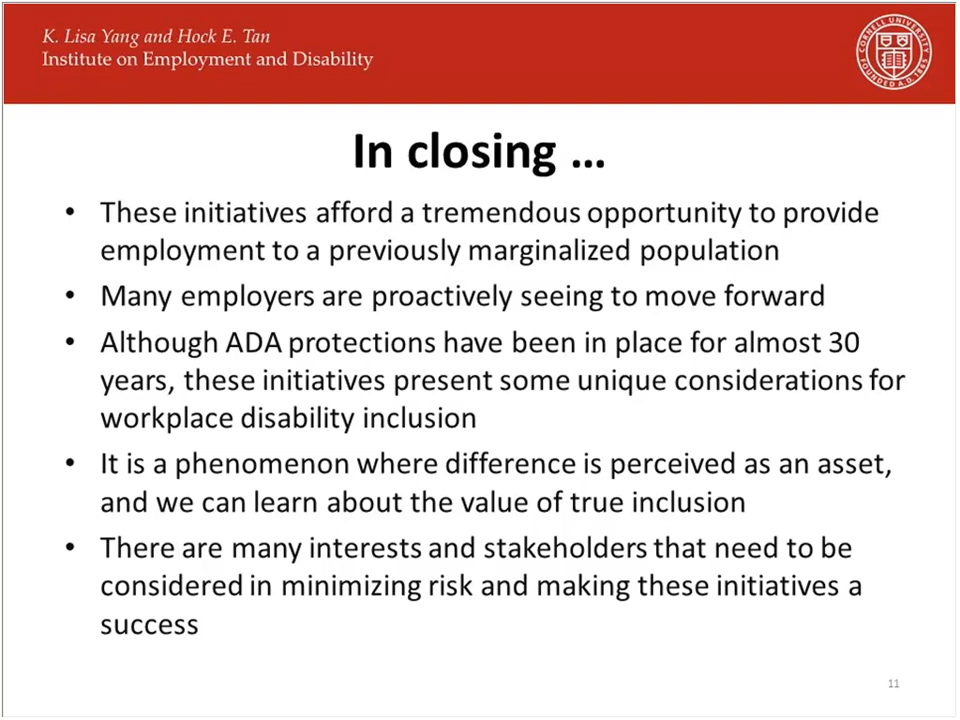 K. Lisa Yang and Hock E. Tan
Institute on Employment and Disability
CORNELL UNIVERSITY
FOUNDED A.D. 1865
In closing ...
• These initiatives afford a tremendous opportunity to provide
employment to a previously marginalized population
• Many employers are proactively seeing to move forward
• Although ADA protections have been in place for almost 30
years, these initiatives present some unique considerations for
workplace disability inclusion
• It is a phenomenon where difference is perceived as an asset,
and we can learn about the value of true inclusion
• There are many interests and stakeholders that need to be
considered in minimizing risk and making these initiatives a
success
11